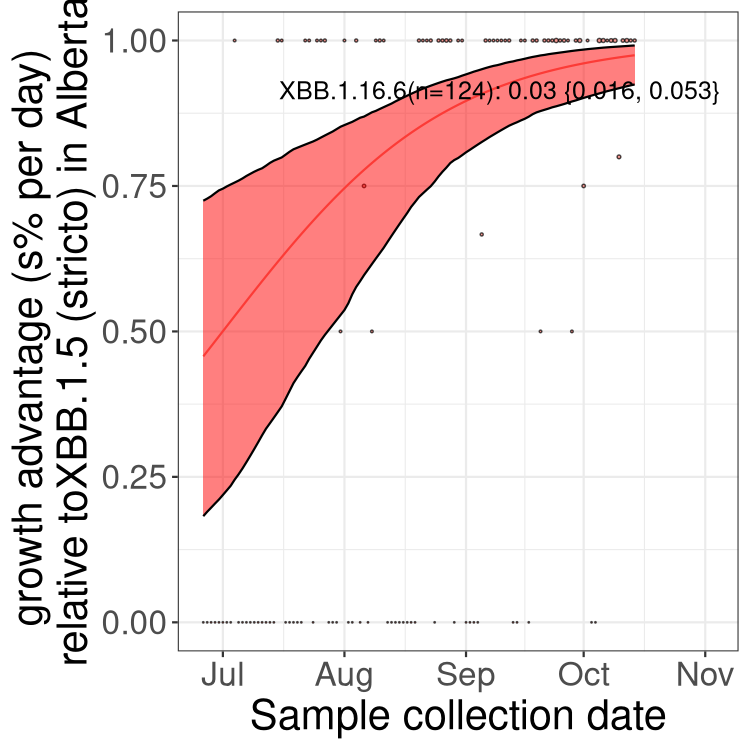 growth advantage (s% per day)
relative toXBB.1.5 (stricto) in Alberta
1.00
0.75
0.50
0.25
0.00
XBB.1.16.6(n=124): 0.03 {0.016, 0.053}
Jul Aug Sep Oct Nov
Sample collection date